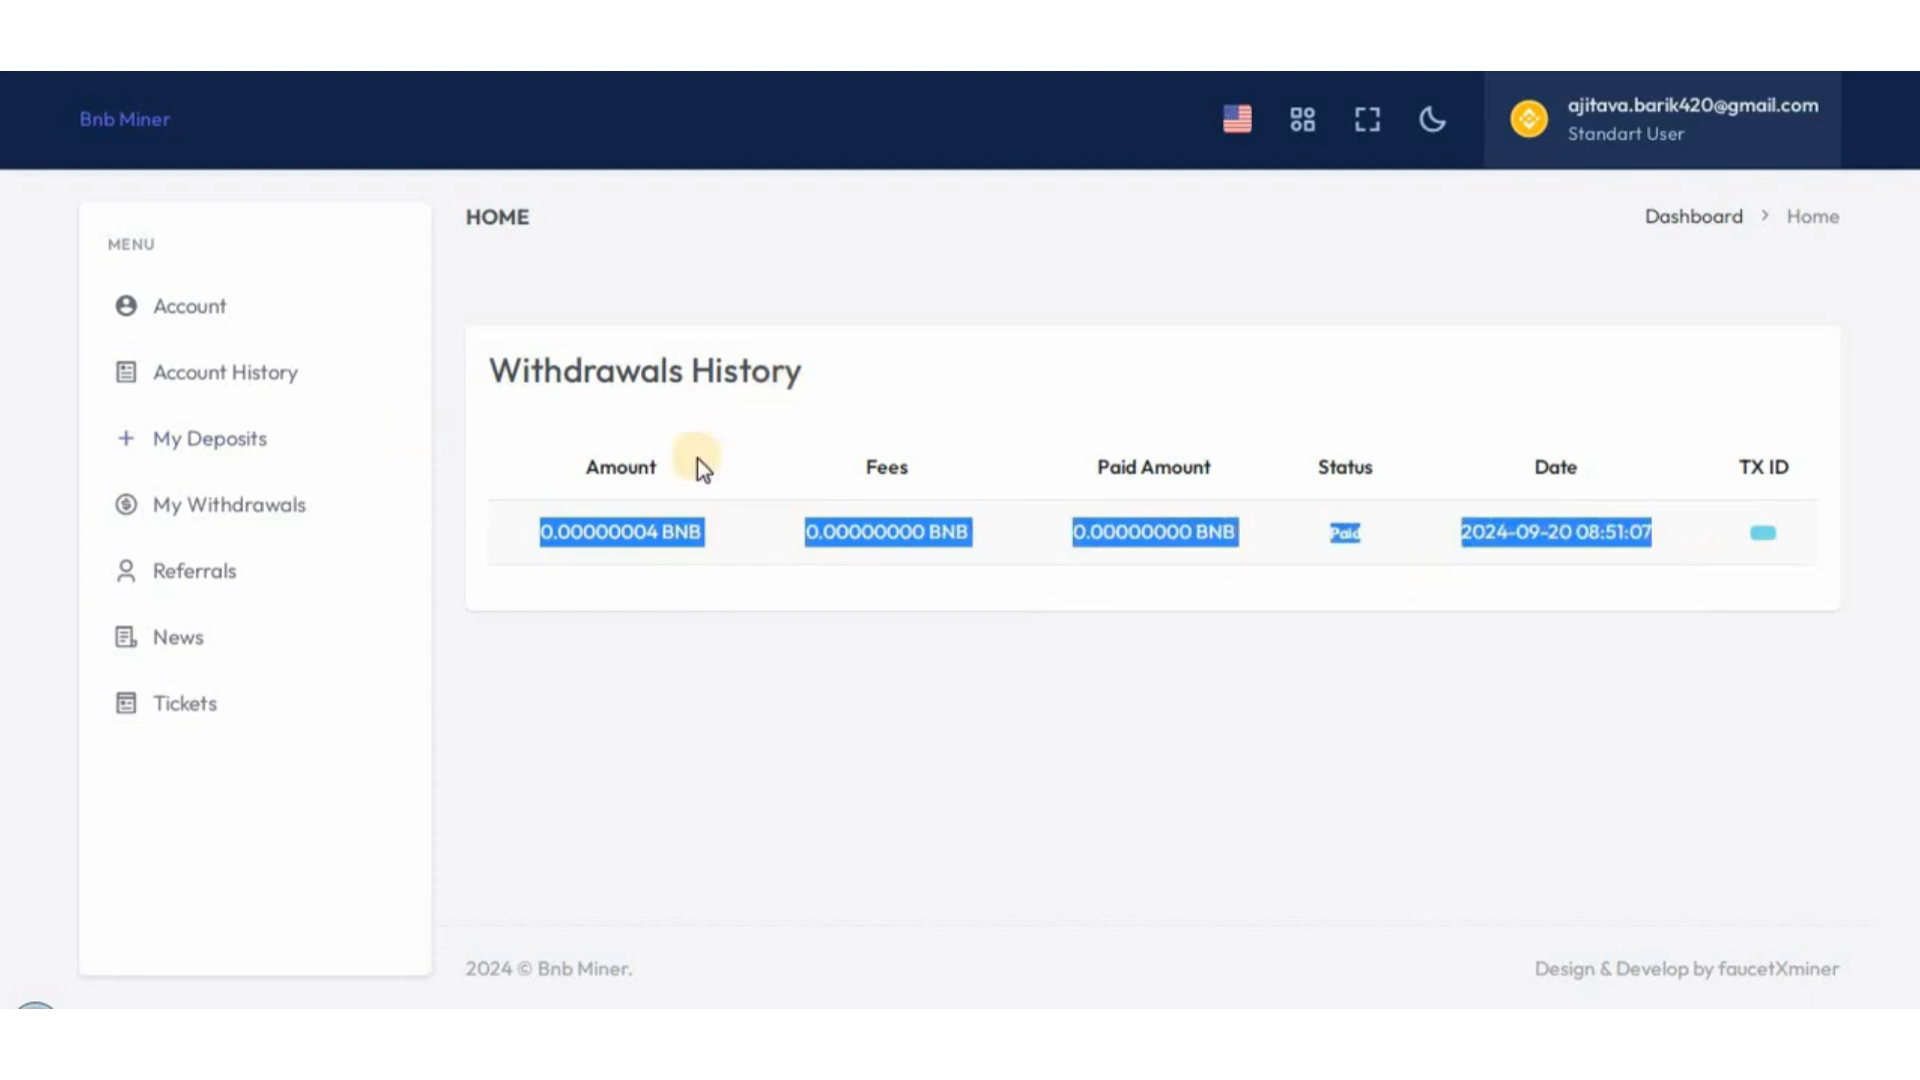 Bnb Miner
ajitava.barik420@gmail.com
Standart User
HOME
Dashboard > Home
MENU
Account
Account History
My Deposits
My Withdrawals
Referrals
News
Tickets
Withdrawals History
Amount Fees Paid Amount Status Date TX ID
0.00000004 BNB 0.00000000 BNB 0.00000000 BNB Paid 2024-09-20 08:51:07
2024 © Bnb Miner.
Design & Develop by faucetXminer